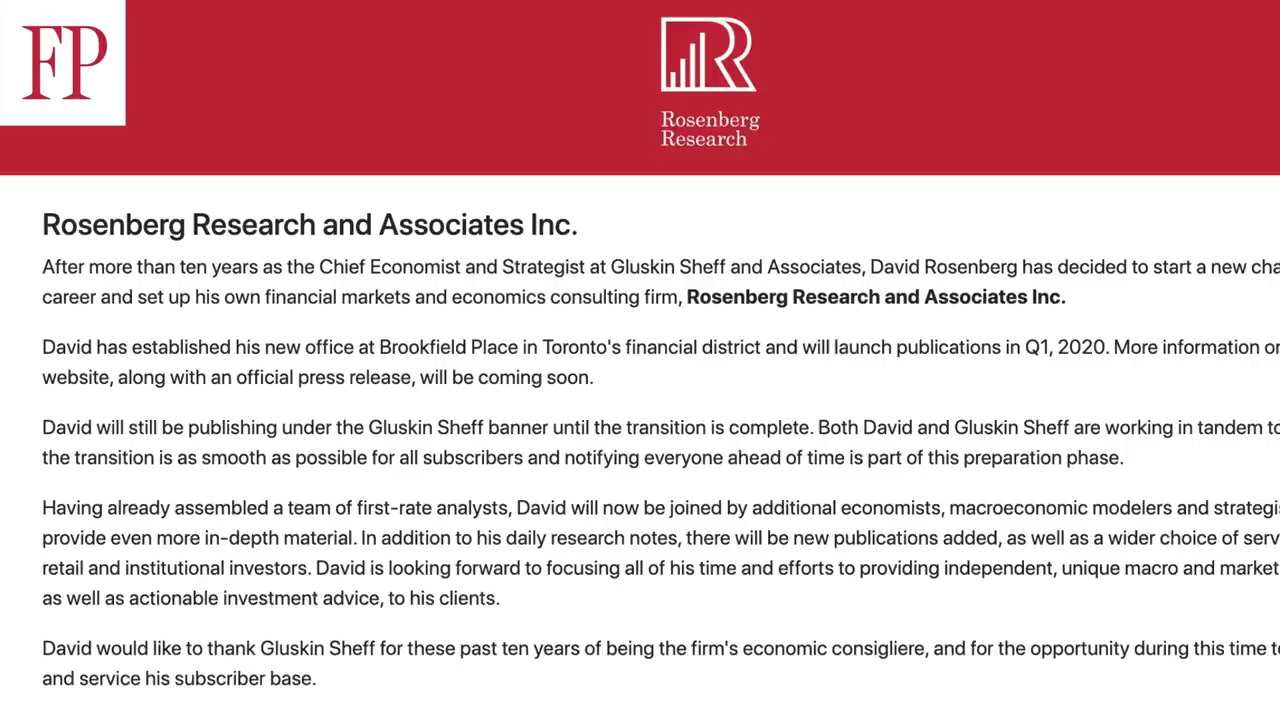 FP
Rosenberg
Research
Rosenberg Research and Associates Inc.
After more than ten years as the Chief Economist and Strategist at Gluskin Sheff and Associates, David Rosenberg has decided to start a new cha
career and set up his own financial markets and economics consulting firm, Rosenberg Research and Associates Inc.
David has established his new office at Brookfield Place in Toronto's financial district and will launch publications in Q1, 2020. More information or
website, along with an official press release, will be coming soon.
David will still be publishing under the Gluskin Sheff banner until the transition is complete. Both David and Gluskin Sheff are working in tandem to
the transition is as smooth as possible for all subscribers and notifying everyone ahead of time is part of this preparation phase.
Having already assembled a team of first-rate analysts, David will now be joined by additional economists, macroeconomic modelers and strategis
provide even more in-depth material. In addition to his daily research notes, there will be new publications added, as well as a wider choice of serv
retail and institutional investors. David is looking forward to focusing all of his time and efforts to providing independent, unique macro and market
as well as actionable investment advice, to his clients.
David would like to thank Gluskin Sheff for these past ten years of being the firm's economic consigliere, and for the opportunity during this time to
and service his subscriber base.